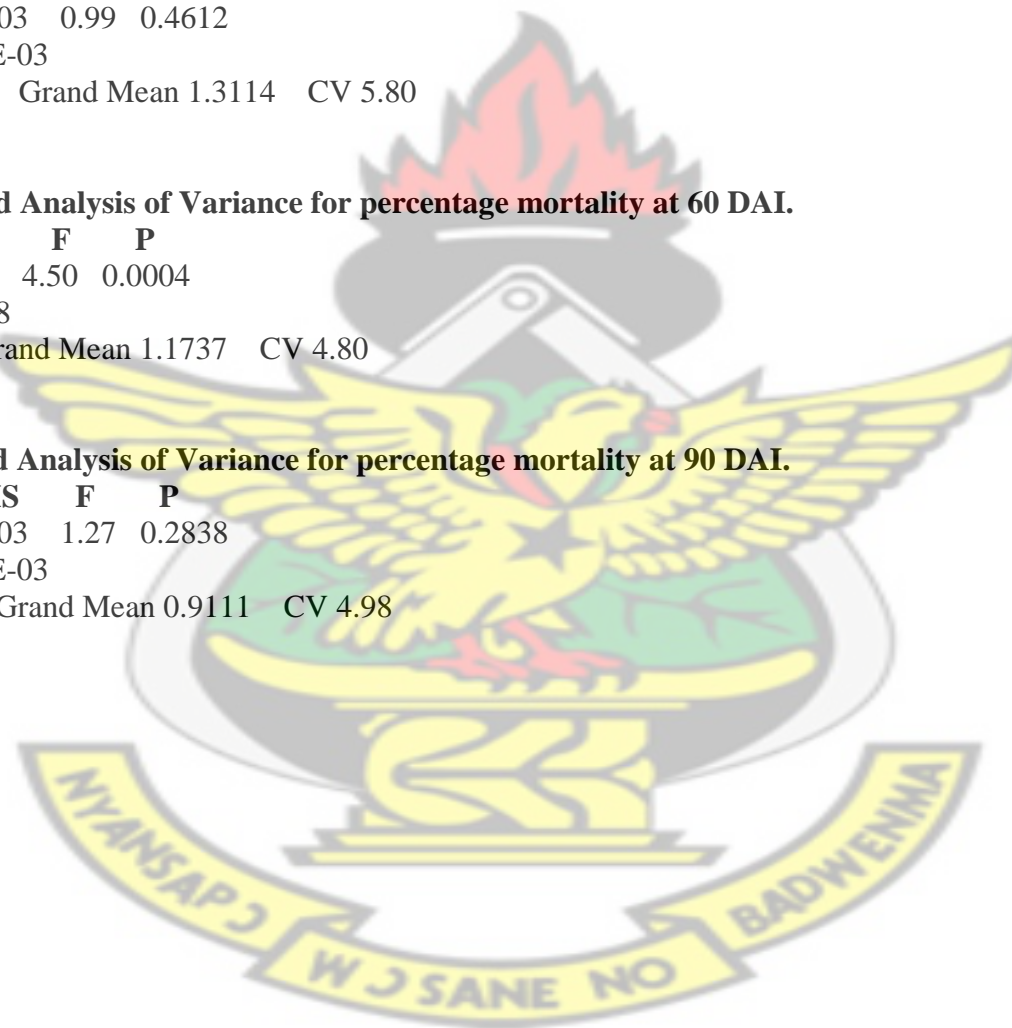 03 0.99 0.4612
E-03
Grand Mean 1.3114 CV 5.80
d Analysis of Variance for percentage mortality at 60 DAI.
F P
4.50 0.0004
8
rand Mean 1.1737 CV 4.80
d Analysis of Variance for percentage mortality at 90 DAI.
MS F P
03 1.27 0.2838
E-03
Grand Mean 0.9111 CV 4.98
NYANSAPƆ WƆ SANE NO BADWENMA